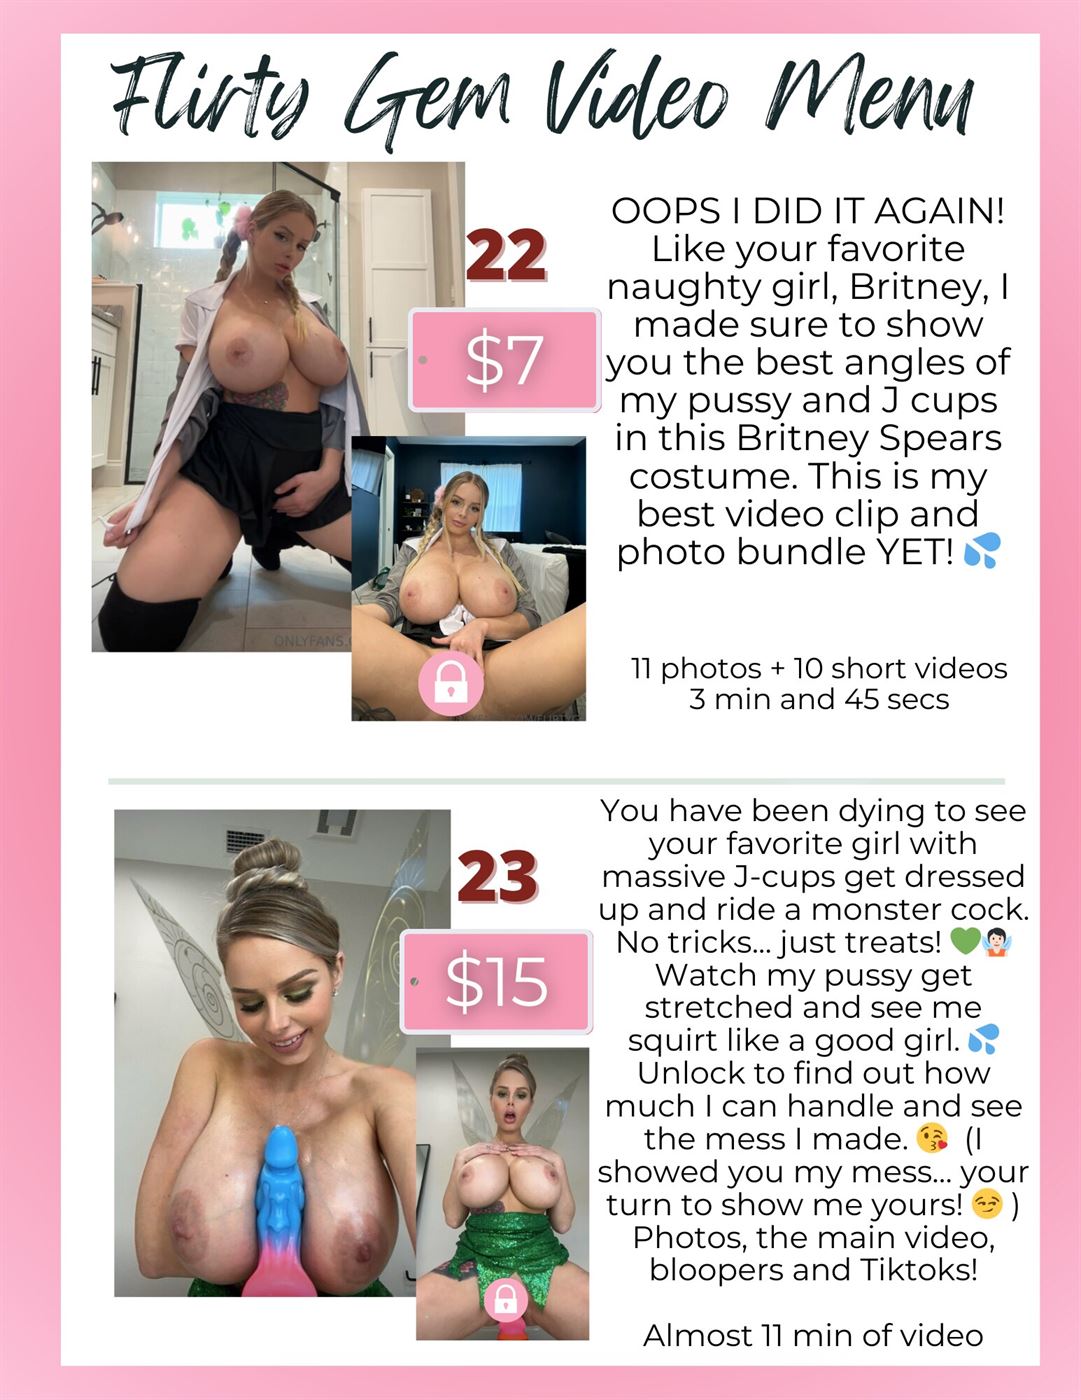 Flirty Gem Video Menu
22
$7
OOPS I DID IT AGAIN!
Like your favorite
naughty girl, Britney, I
made sure to show
you the best angles of
my pussy and J cups
in this Britney Spears
costume. This is my
best video clip and
photo bundle YET! 💦
11 photos + 10 short videos
3 min and 45 secs
ONLYFANS.
23
$15
You have been dying to see
your favorite girl with
massive J-cups get dressed
up and ride a monster cock.
No tricks... just treats! 💚🧚🏻
Watch my pussy get
stretched and see me
squirt like a good girl. 💦
Unlock to find out how
much I can handle and see
the mess I made. 😘 (I
showed you my mess... your
turn to show me yours! 😏 )
Photos, the main video,
bloopers and Tiktoks!
Almost 11 min of video